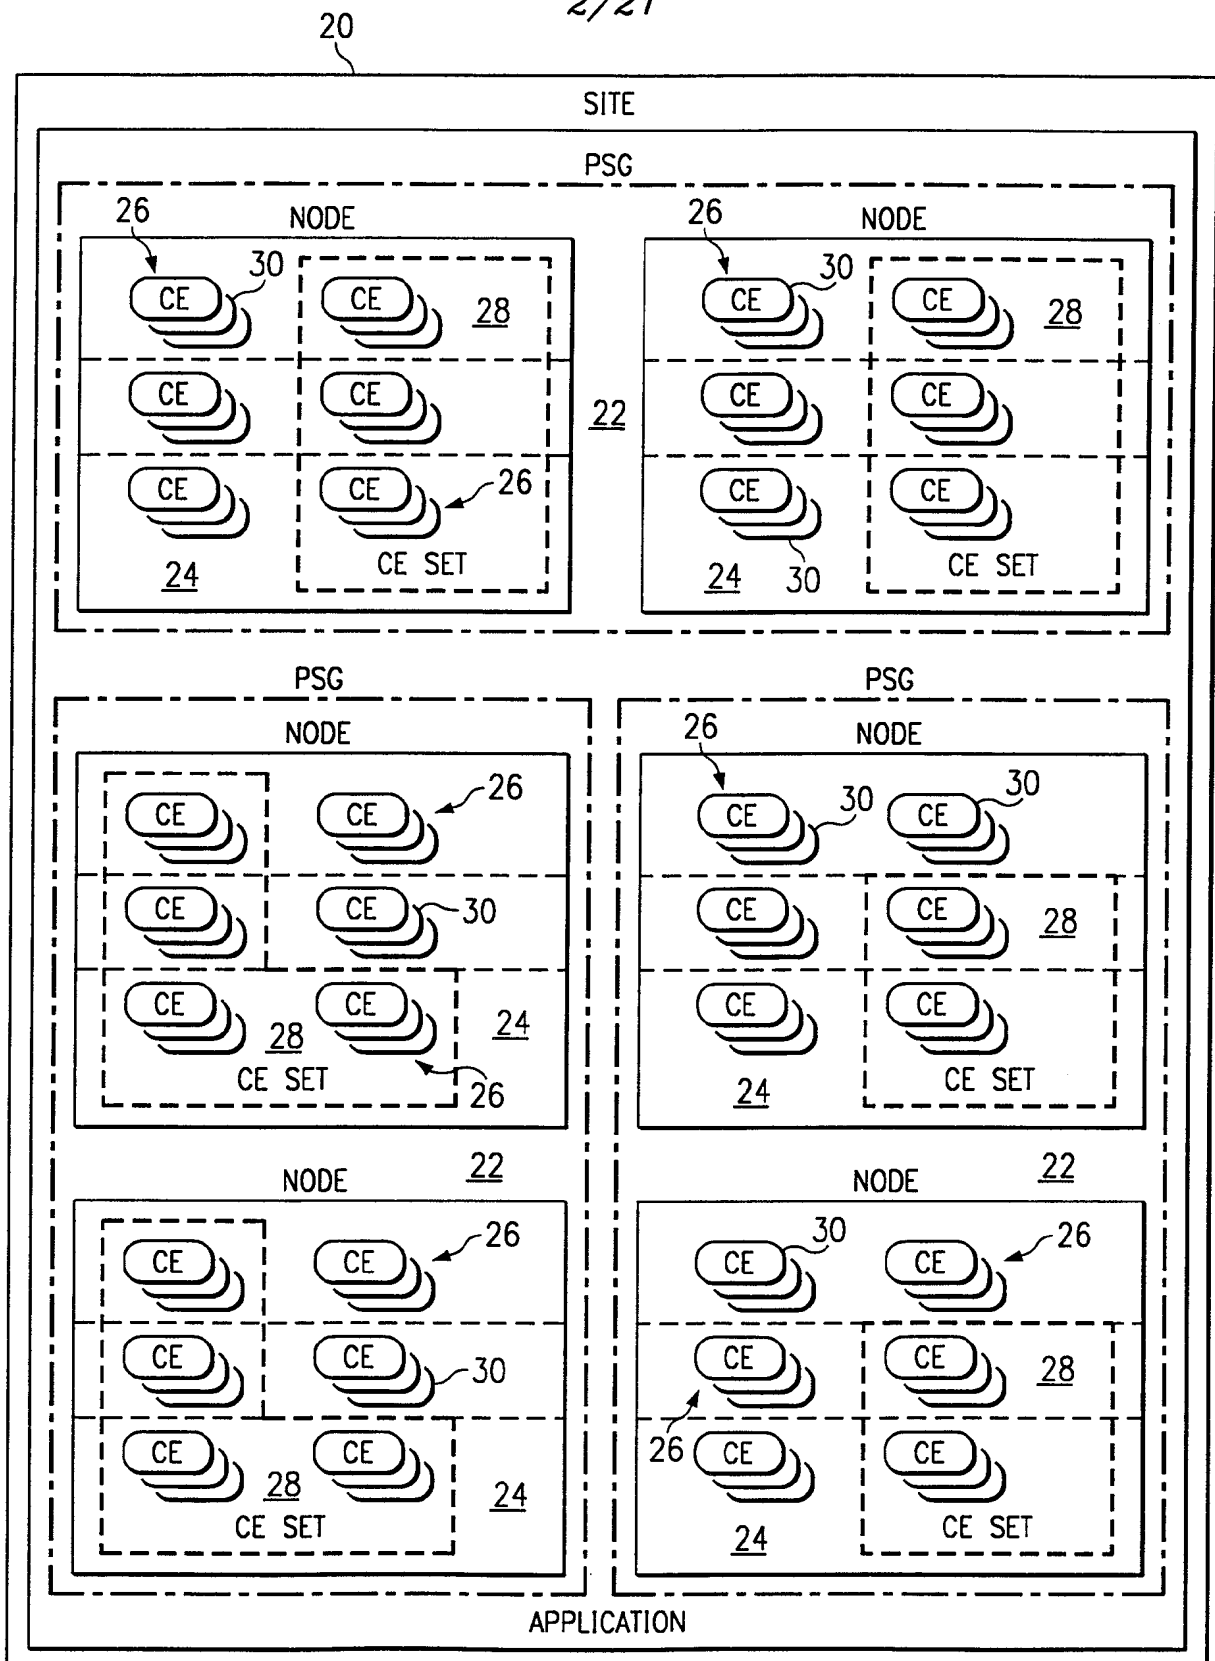 2/21
20
SITE
PSG
26 NODE 26 NODE
CE 30 CE 28 CE 30 CE 28
CE CE 22 CE CE
CE CE 26 CE CE
24 CE SET 24 30 CE SET
PSG PSG
NODE 26 NODE
CE CE 26 CE 30 CE 30
CE CE 30 CE CE 28
CE CE 24 CE CE
28
CE SET 26 24 CE SET
22 22
NODE NODE
CE CE 26 CE 30 CE 26
CE CE 30 CE CE 28
CE CE 26 CE CE
28 24
CE SET 24 CE SET
APPLICATION